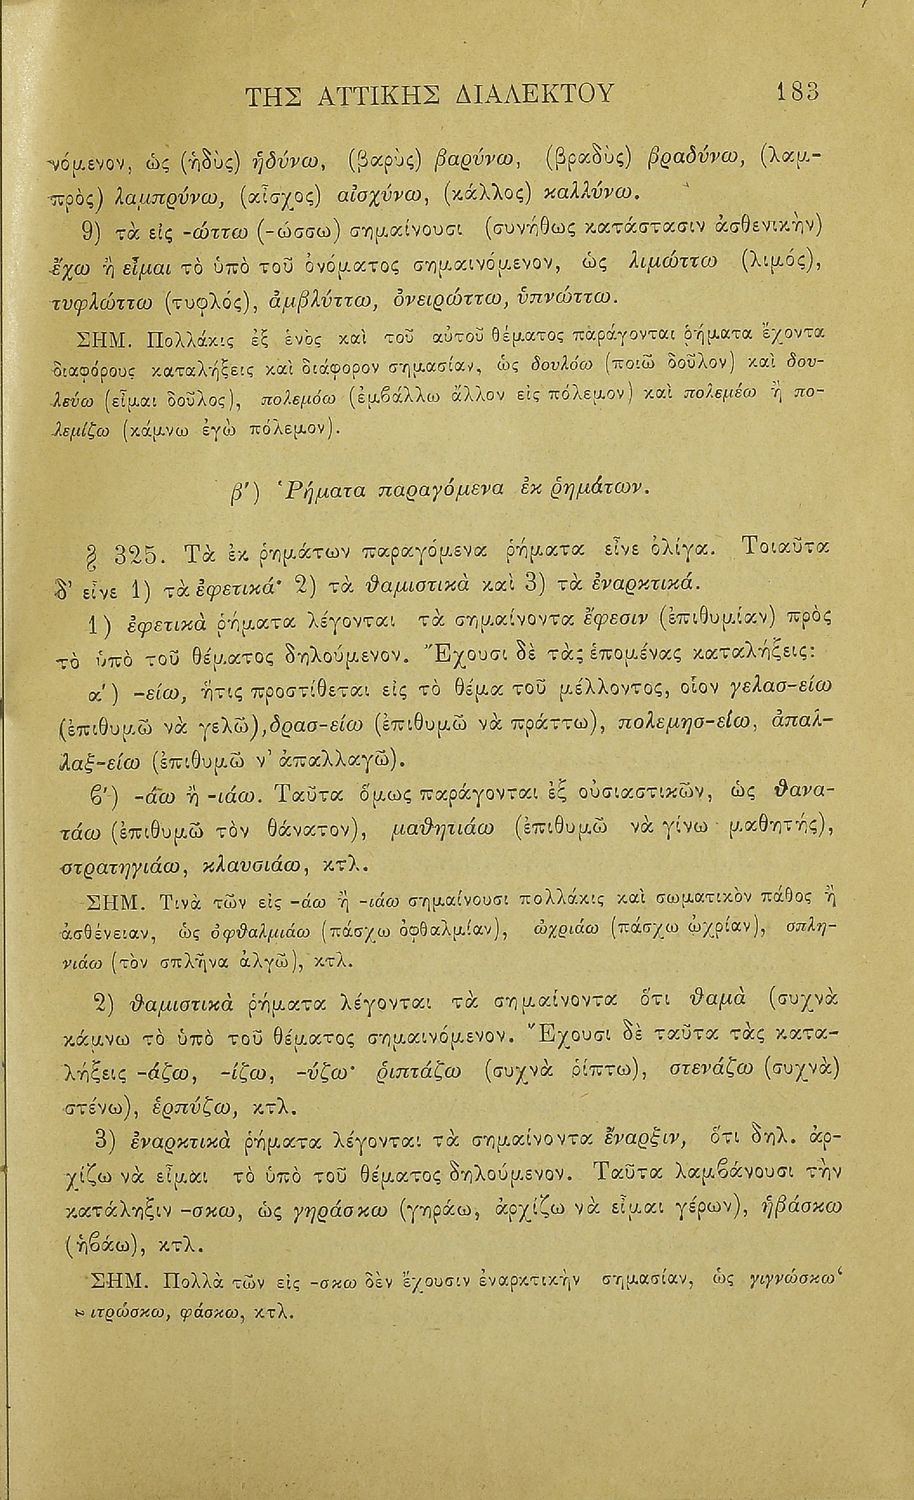 ΤΗΣ ΑΤΤΙΚΗΣ ΔΙΑΛΕΚΤΟΥ 183
νόμενον, ὡς (ἡδὺς) ἡδύνω, (βαρὺς) βαρύνω, (βραδὺς) βραδύνω, (λαμ-
πρὸς) λαμπρύνω, (αἶσχος) αἰσχύνω, (κάλλος) καλλύνω.
9) τὰ εἰς -ώττω (-ώσσω) σημαίνουσι (συνήθως κατάστασιν ἀσθενικὴν)
ἔχω ἢ εἶμαι τὸ ὑπὸ τοῦ ὀνόματος σημαινόμενον, ὡς λιμώττω (λιμός),
τυφλώττω (τυφλός), ἀμβλύττω, ὀνειρώττω, ὑπνώττω.
ΣΗΜ. Πολλάκις ἐξ ἑνὸς καὶ τοῦ αὐτοῦ θέματος παράγονται ῥήματα ἔχοντα
διαφόρους καταλήξεις καὶ διάφορον σημασίαν, ὡς δουλόω (ποιῶ δοῦλον) καὶ δου-
λεύω (εἶμαι δοῦλος), πολεμόω (ἐμβάλλω ἄλλον εἰς πόλεμον) καὶ πολεμέω ἢ πο-
λεμίζω (κάμνω ἐγὼ πόλεμον).
β') Ῥήματα παραγόμενα ἐκ ῥημάτων.
§ 325. Τὰ ἐκ ῥημάτων παραγόμενα ῥήματα εἶνε ὀλίγα. Τοιαῦτα
δ' εἶνε 1) τὰ ἐφετικά· 2) τὰ θαμιστικὰ καὶ 3) τὰ ἐναρκτικά.
1) ἐφετικὰ ῥήματα λέγονται τὰ σημαίνοντα ἔφεσιν (ἐπιθυμίαν) πρὸς
τὸ ὑπὸ τοῦ θέματος δηλούμενον. Ἔχουσι δὲ τὰς ἑπομένας καταλήξεις:
α') -είω, ἥτις προστίθεται εἰς τὸ θέμα τοῦ μέλλοντος, οἷον γελασ-είω
(ἐπιθυμῶ νὰ γελῶ), δρασ-είω (ἐπιθυμῶ νὰ πράττω), πολεμησ-είω, ἀπαλ-
λαξ-είω (ἐπιθυμῶ ν' ἀπαλλαγῶ).
β') -άω ἢ -ιάω. Ταῦτα ὅμως παράγονται ἐξ οὐσιαστικῶν, ὡς θανα-
τάω (ἐπιθυμῶ τὸν θάνατον), μαθητιάω (ἐπιθυμῶ νὰ γίνω μαθητής),
στρατηγιάω, κλαυσιάω, κτλ.
ΣΗΜ. Τινὰ τῶν εἰς -άω ἢ -ιάω σημαίνουσι πολλάκις καὶ σωματικὸν πάθος ἢ
ἀσθένειαν, ὡς ὀφθαλμιάω (πάσχω ὀφθαλμίαν), ὠχριάω (πάσχω ὠχρίαν), σπλη-
νιάω (τὸν σπλῆνα ἀλγῶ), κτλ.
2) θαμιστικὰ ῥήματα λέγονται τὰ σημαίνοντα ὅτι θαμὰ (συχνὰ
κάμνω τὸ ὑπὸ τοῦ θέματος σημαινόμενον. Ἔχουσι δὲ ταῦτα τὰς κατα-
λήξεις -άζω, -ίζω, -ύζω· ῥιπτάζω (συχνὰ ῥίπτω), στενάζω (συχνὰ)
στένω), ἑρπύζω, κτλ.
3) ἐναρκτικὰ ῥήματα λέγονται τὰ σημαίνοντα ἔναρξιν, ὅτι δηλ. ἀρ-
χίζω νὰ εἶμαι τὸ ὑπὸ τοῦ θέματος δηλούμενον. Ταῦτα λαμβάνουσι τὴν
κατάληξιν -σκω, ὡς γηράσκω (γηράω, ἀρχίζω νὰ εἶμαι γέρων), ἡβάσκω
(ἡβάω), κτλ.
ΣΗΜ. Πολλὰ τῶν εἰς -σκω δὲν ἔχουσιν ἐναρκτικὴν σημασίαν, ὡς γιγνώσκω·
ιτρώσκω, φάσκω, κτλ.